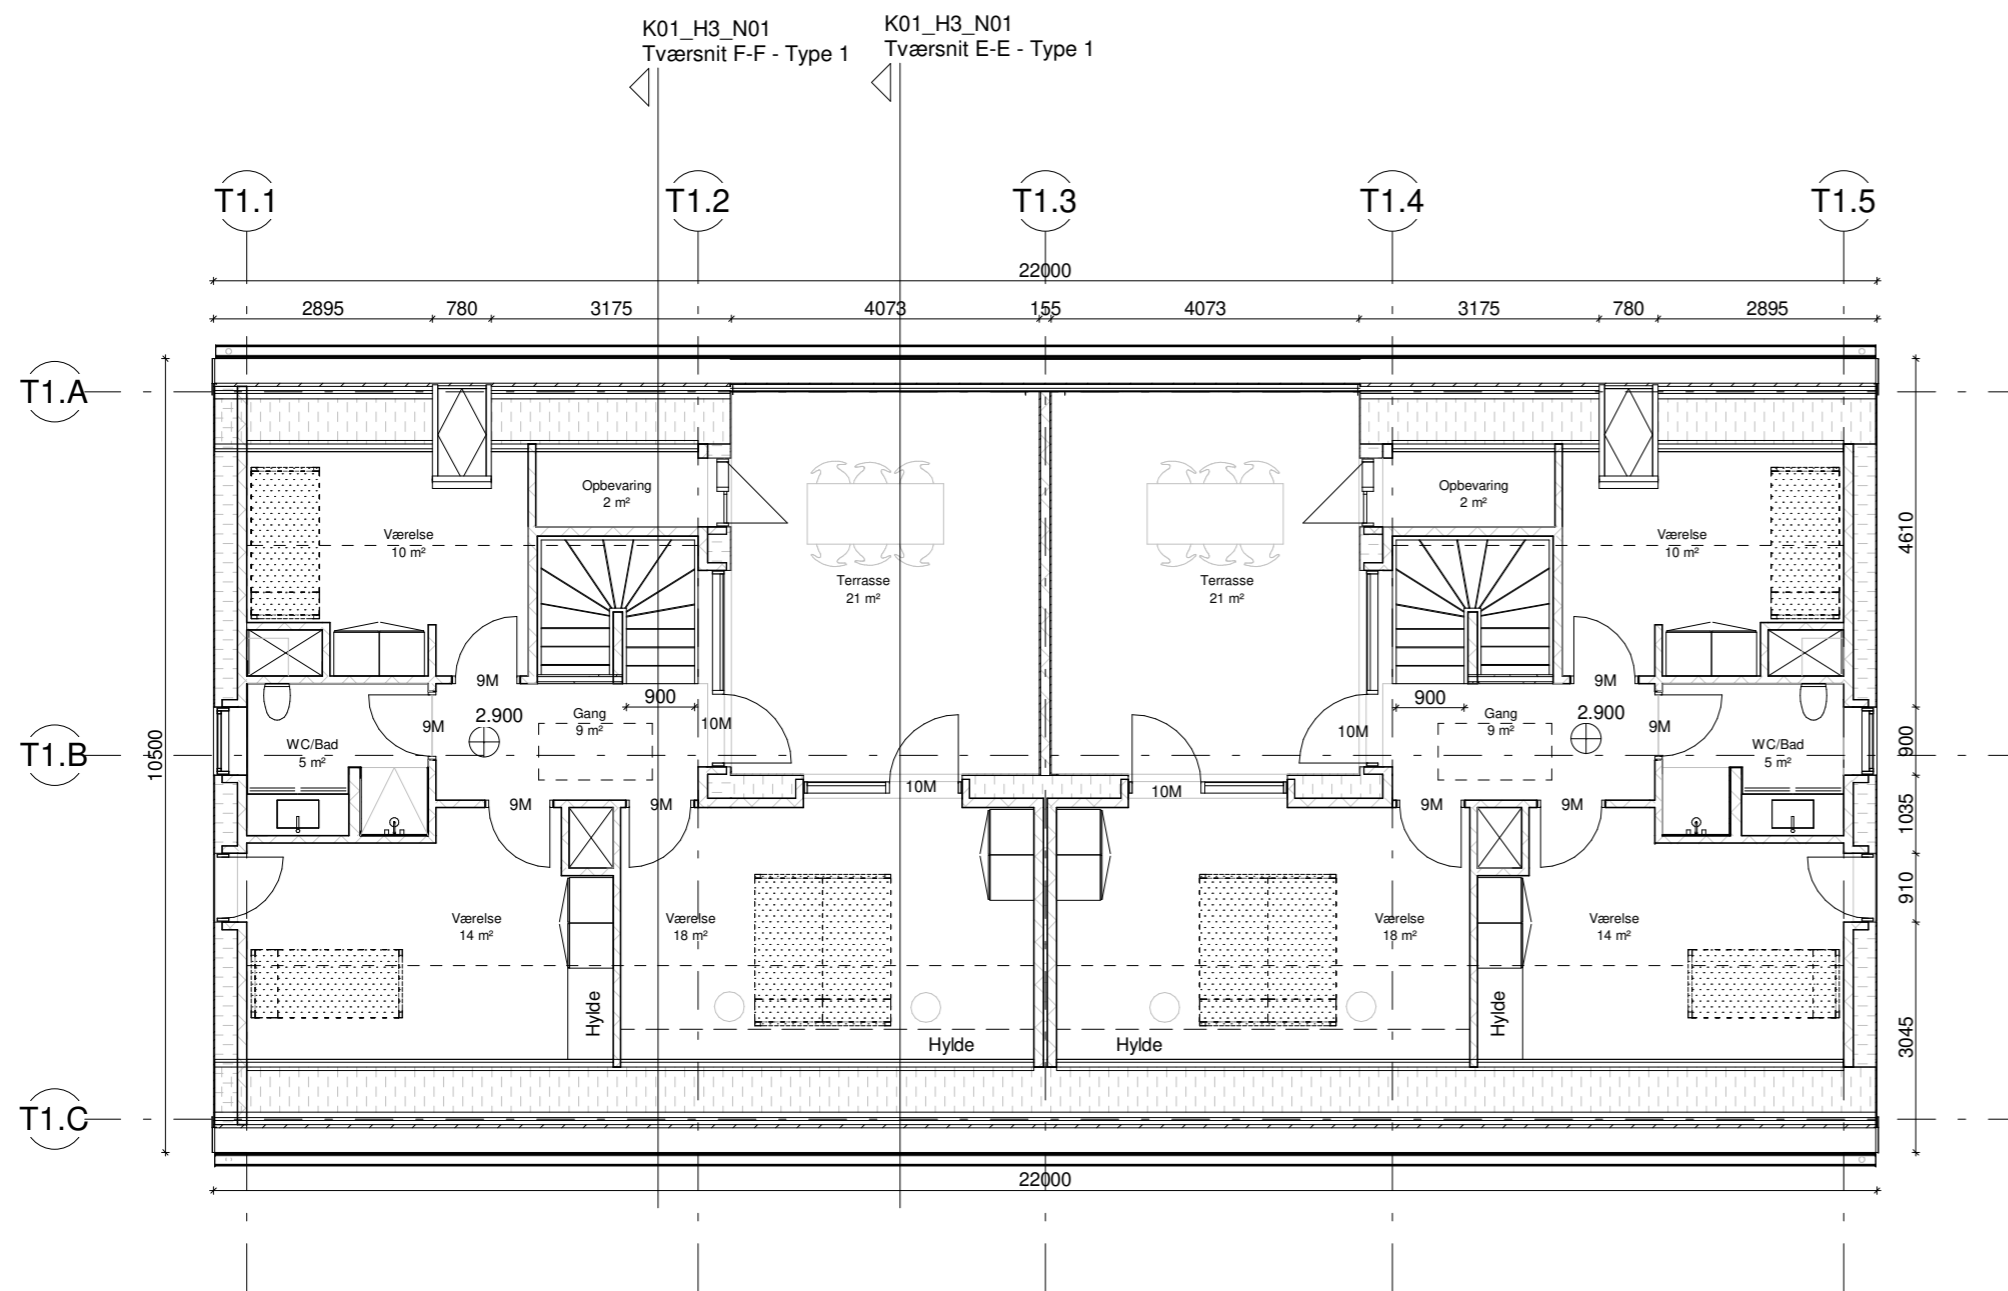 K01_H3_N01
Tværsnit F-F - Type 1
K01_H3_N01
Tværsnit E-E - Type 1
T1.1
T1.2
T1.3
T1.4
T1.5
22000
2895
780
3175
4073
155
4073
3175
780
2895
T1.A
Opbevaring
2 m²
Opbevaring
2 m²
Værelse
10 m²
Værelse
10 m²
4610
Terrasse
21 m²
Terrasse
21 m²
9M
9M
900
900
9M
Gang
9 m²
2.900
10M
10M
Gang
9 m²
2.900
9M
T1.B
10500
WC/Bad
5 m²
WC/Bad
5 m²
900
10M
10M
9M
9M
9M
9M
1035
910
Værelse
14 m²
Værelse
18 m²
Værelse
18 m²
Værelse
14 m²
Hylde
Hylde
Hylde
Hylde
3045
T1.C
22000